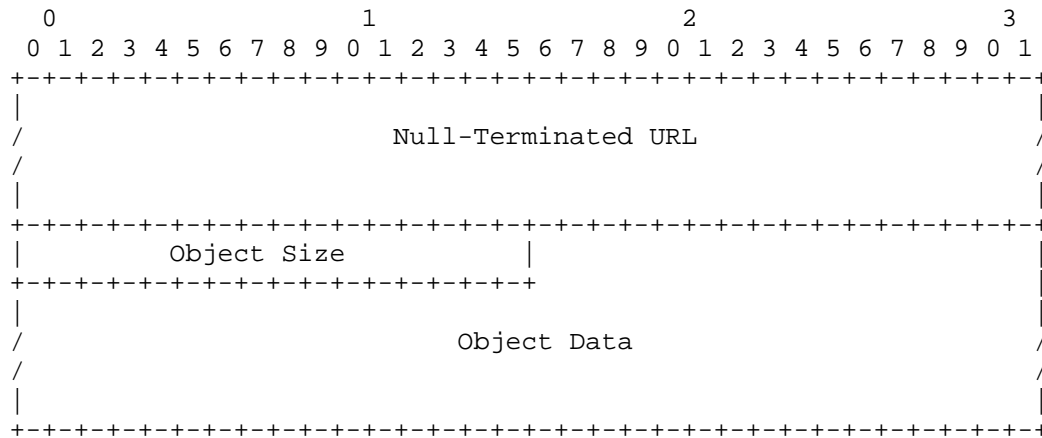 0                   1                   2                   3
0 1 2 3 4 5 6 7 8 9 0 1 2 3 4 5 6 7 8 9 0 1 2 3 4 5 6 7 8 9 0 1
+-+-+-+-+-+-+-+-+-+-+-+-+-+-+-+-+-+-+-+-+-+-+-+-+-+-+-+-+-+-+-+-+
|                                                               |
/                       Null-Terminated URL                     /
/                                                               /
|                                                               |
+-+-+-+-+-+-+-+-+-+-+-+-+-+-+-+-+-+-+-+-+-+-+-+-+-+-+-+-+-+-+-+-+
|         Object Size           |                               |
+-+-+-+-+-+-+-+-+-+-+-+-+-+-+-+-+                               |
|                                                               |
/                           Object Data                         /
/                                                               /
|                                                               |
+-+-+-+-+-+-+-+-+-+-+-+-+-+-+-+-+-+-+-+-+-+-+-+-+-+-+-+-+-+-+-+-+